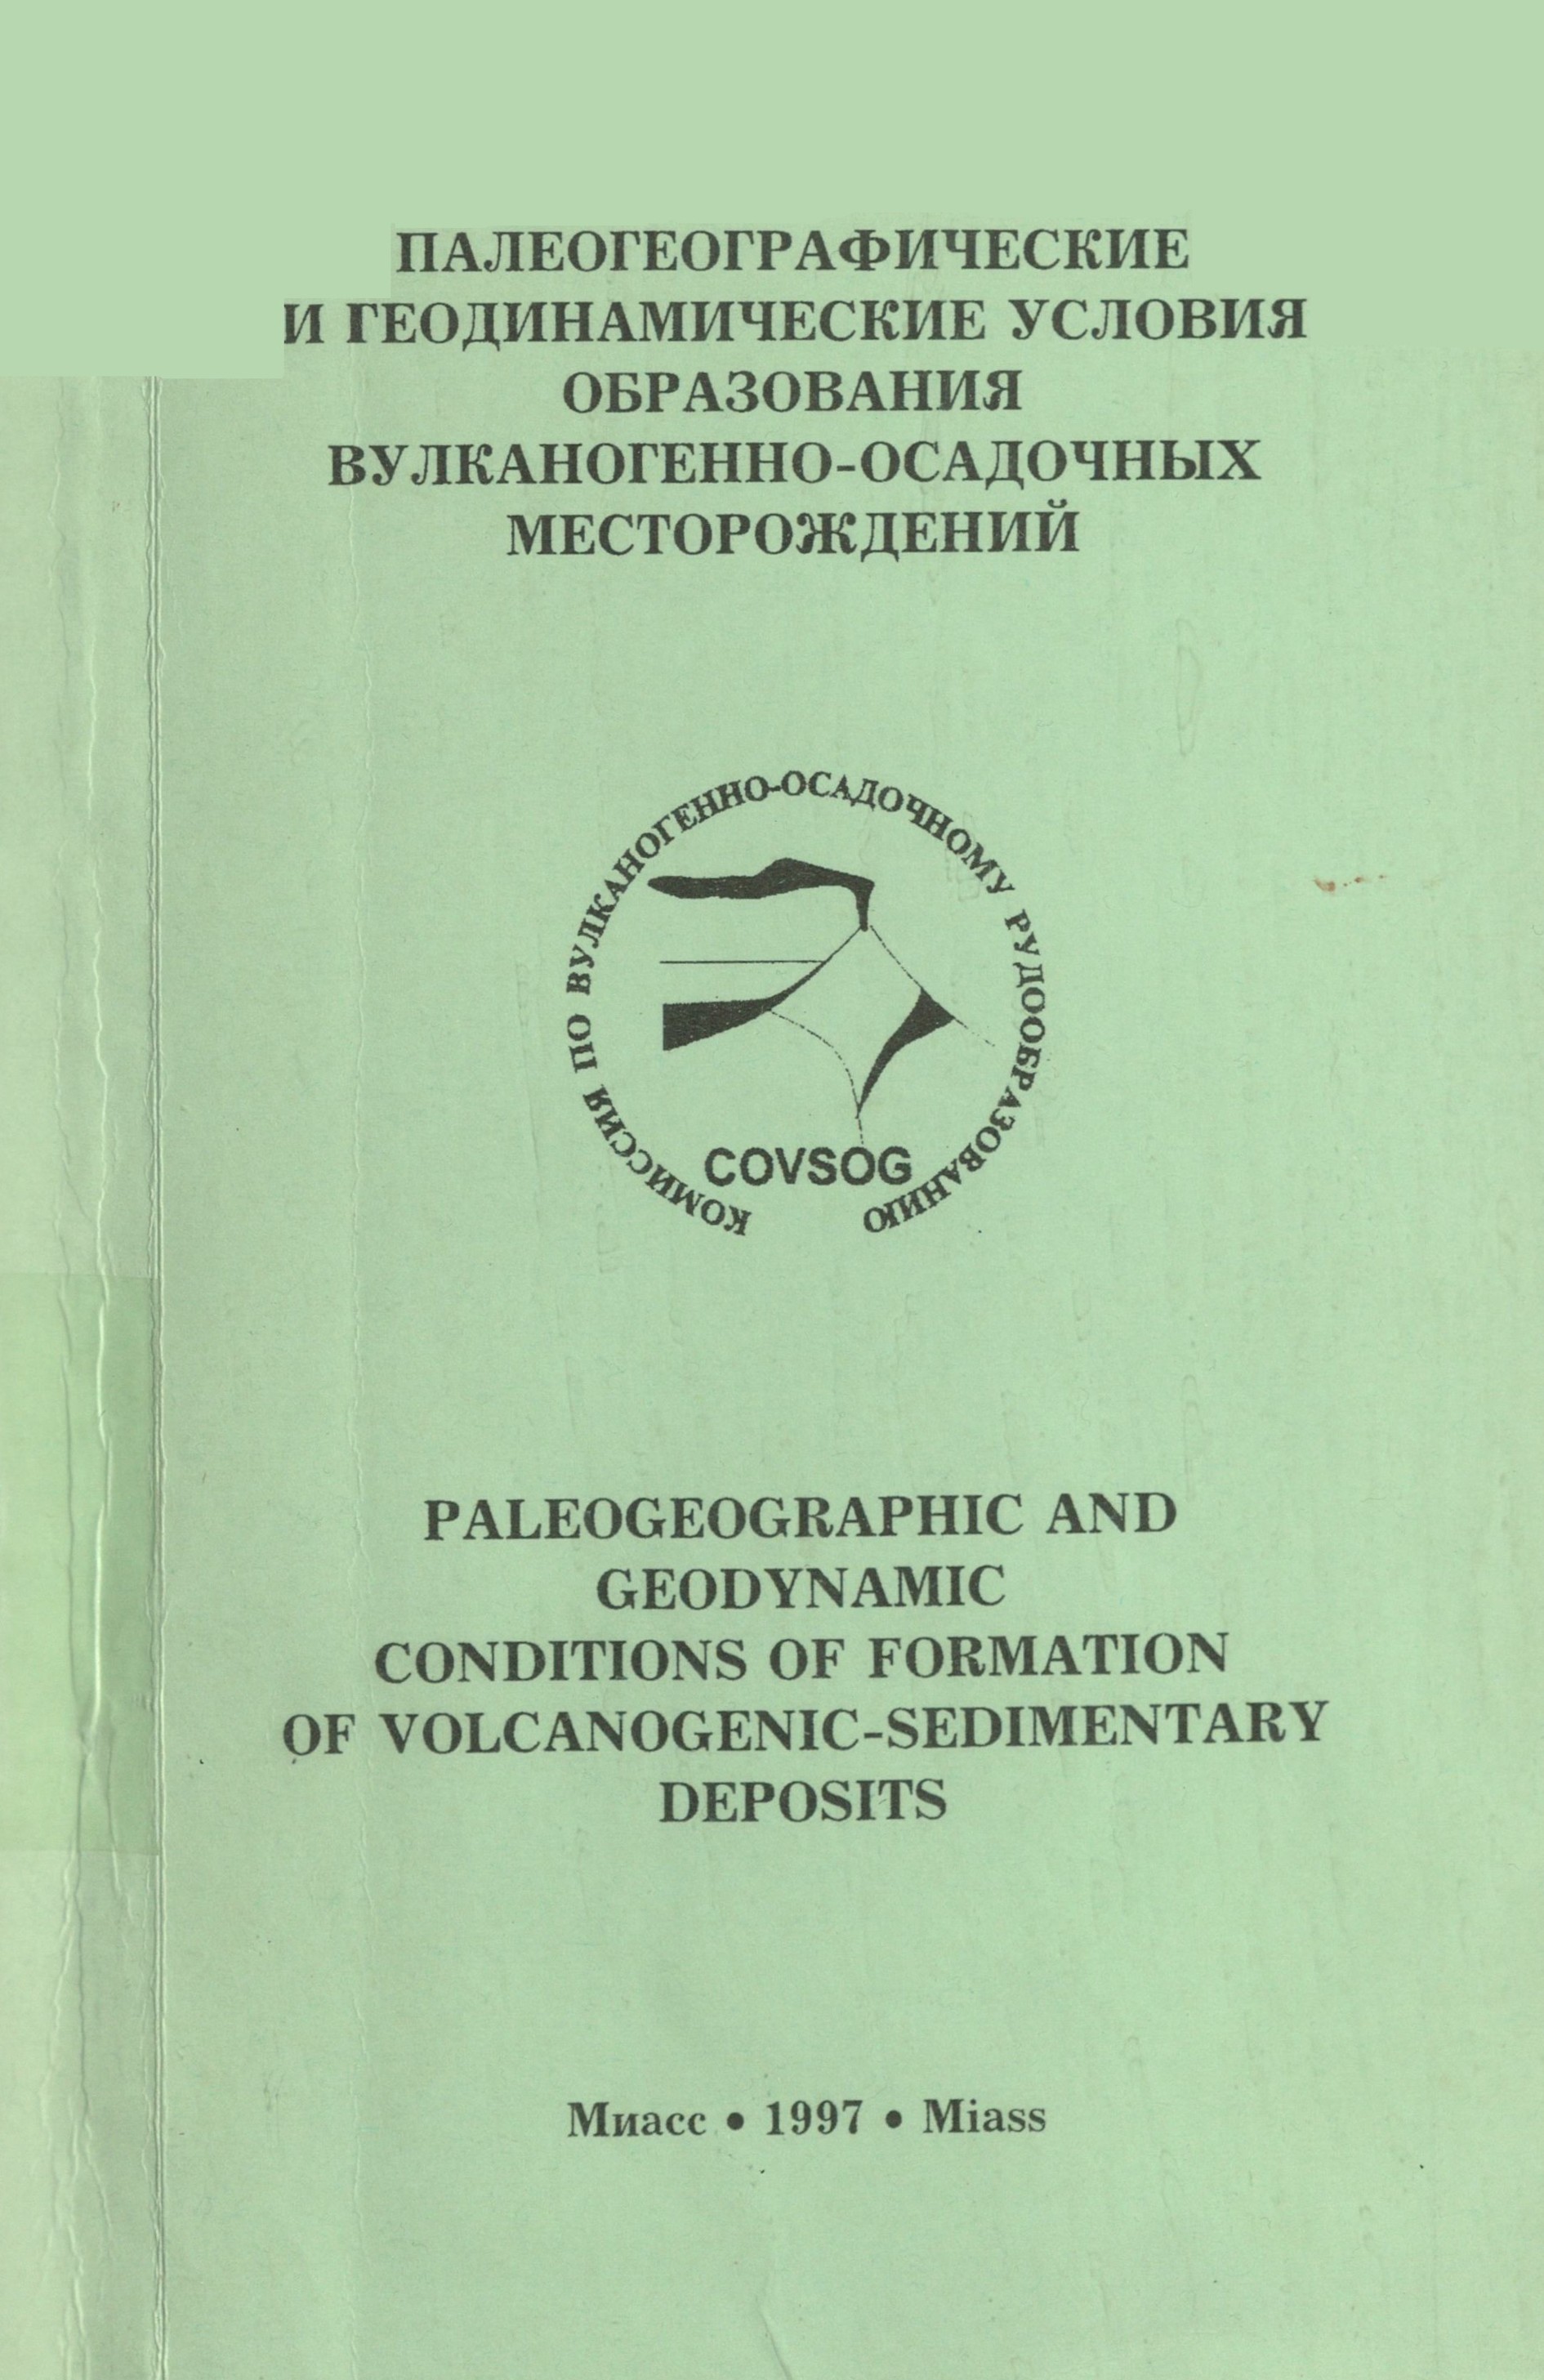 ПАЛЕОГЕОГРАФИЧЕСКИЕ
И ГЕОДИНАМИЧЕСКИЕ УСЛОВИЯ
ОБРАЗОВАНИЯ
ВУЛКАНОГЕННО-ОСАДОЧНЫХ
МЕСТОРОЖДЕНИЙ
КОМИССИЯ ПО ВУЛКАНОГЕННО-ОСАДОЧНОМУ РУДООБРАЗОВАНИЮ
COVSOG
PALEOGEOGRAPHIC AND
GEODYNAMIC
CONDITIONS OF FORMATION
OF VOLCANOGENIC-SEDIMENTARY
DEPOSITS
Миасс • 1997 • Miass